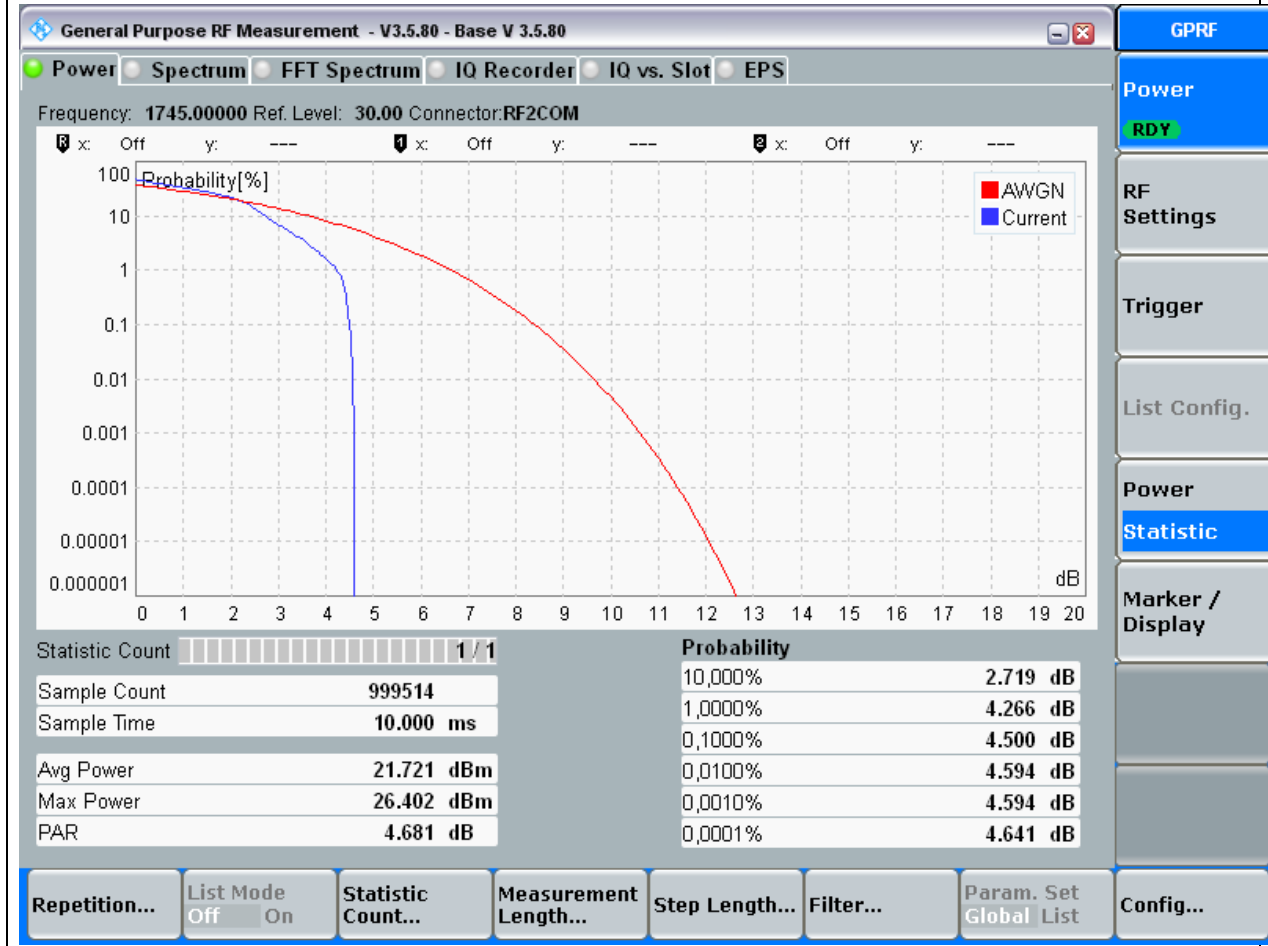 General Purpose RF Measurement - V3.5.80 - Base V 3.5.80
GPRF
Power Spectrum FFT Spectrum IQ Recorder IQ vs. Slot EPS
Frequency: 1745.00000 Ref. Level: 30.00 Connector:RF2COM
R x: Off y: --- 1 x: Off y: --- 2 x: Off y: ---
Probability[%]
AWGN
Current
100
10
1
0.1
0.01
0.001
0.0001
0.00001
0.000001
dB
0 1 2 3 4 5 6 7 8 9 10 11 12 13 14 15 16 17 18 19 20
Statistic Count 1 / 1
Sample Count 999514
Sample Time 10.000 ms
Avg Power 21.721 dBm
Max Power 26.402 dBm
PAR 4.681 dB
Probability
10,000% 2.719 dB
1,0000% 4.266 dB
0,1000% 4.500 dB
0,0100% 4.594 dB
0,0010% 4.594 dB
0,0001% 4.641 dB
Power
RDY
RF
Settings
Trigger
List Config.
Power
Statistic
Marker /
Display
Repetition...
List Mode
Off On
Statistic
Count...
Measurement
Length...
Step Length...
Filter...
Param. Set
Global List
Config...